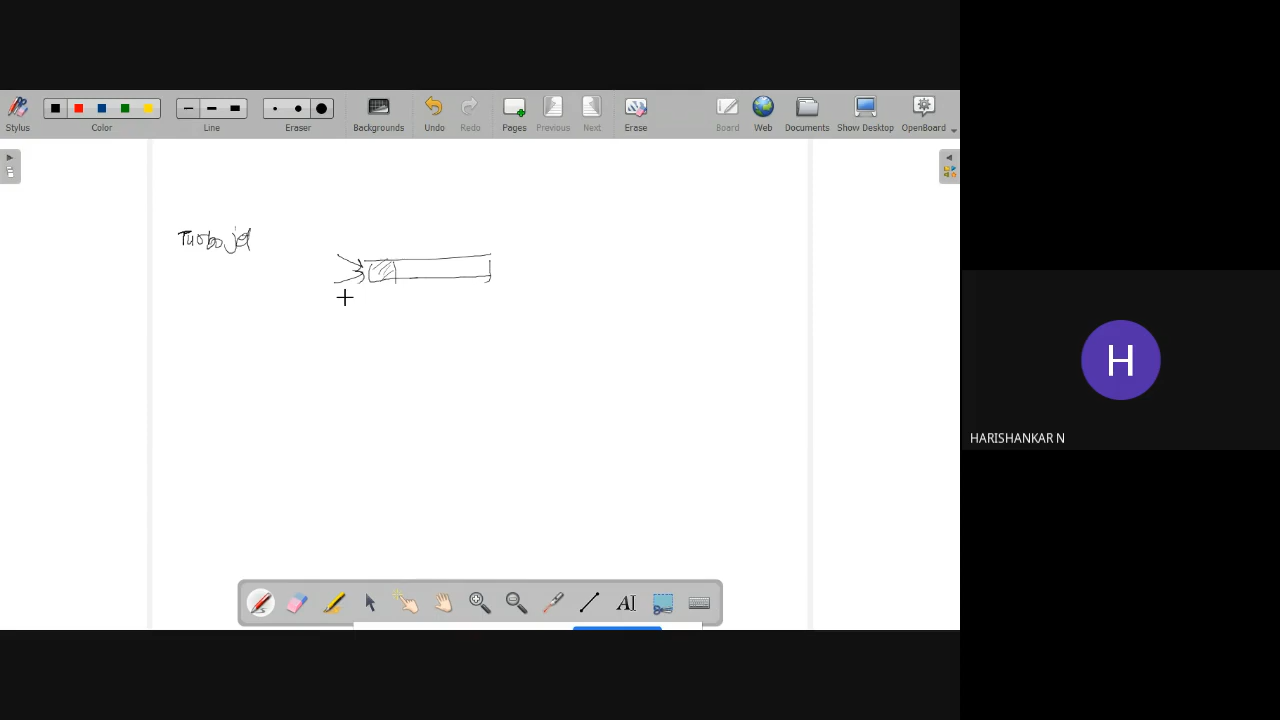 Stylus
Color
Line
Eraser
Backgrounds
Undo
Redo
Pages
Previous
Next
Erase
Board
Web
Documents
Show Desktop
OpenBoard
Turbojet
AI
H
HARISHANKAR N